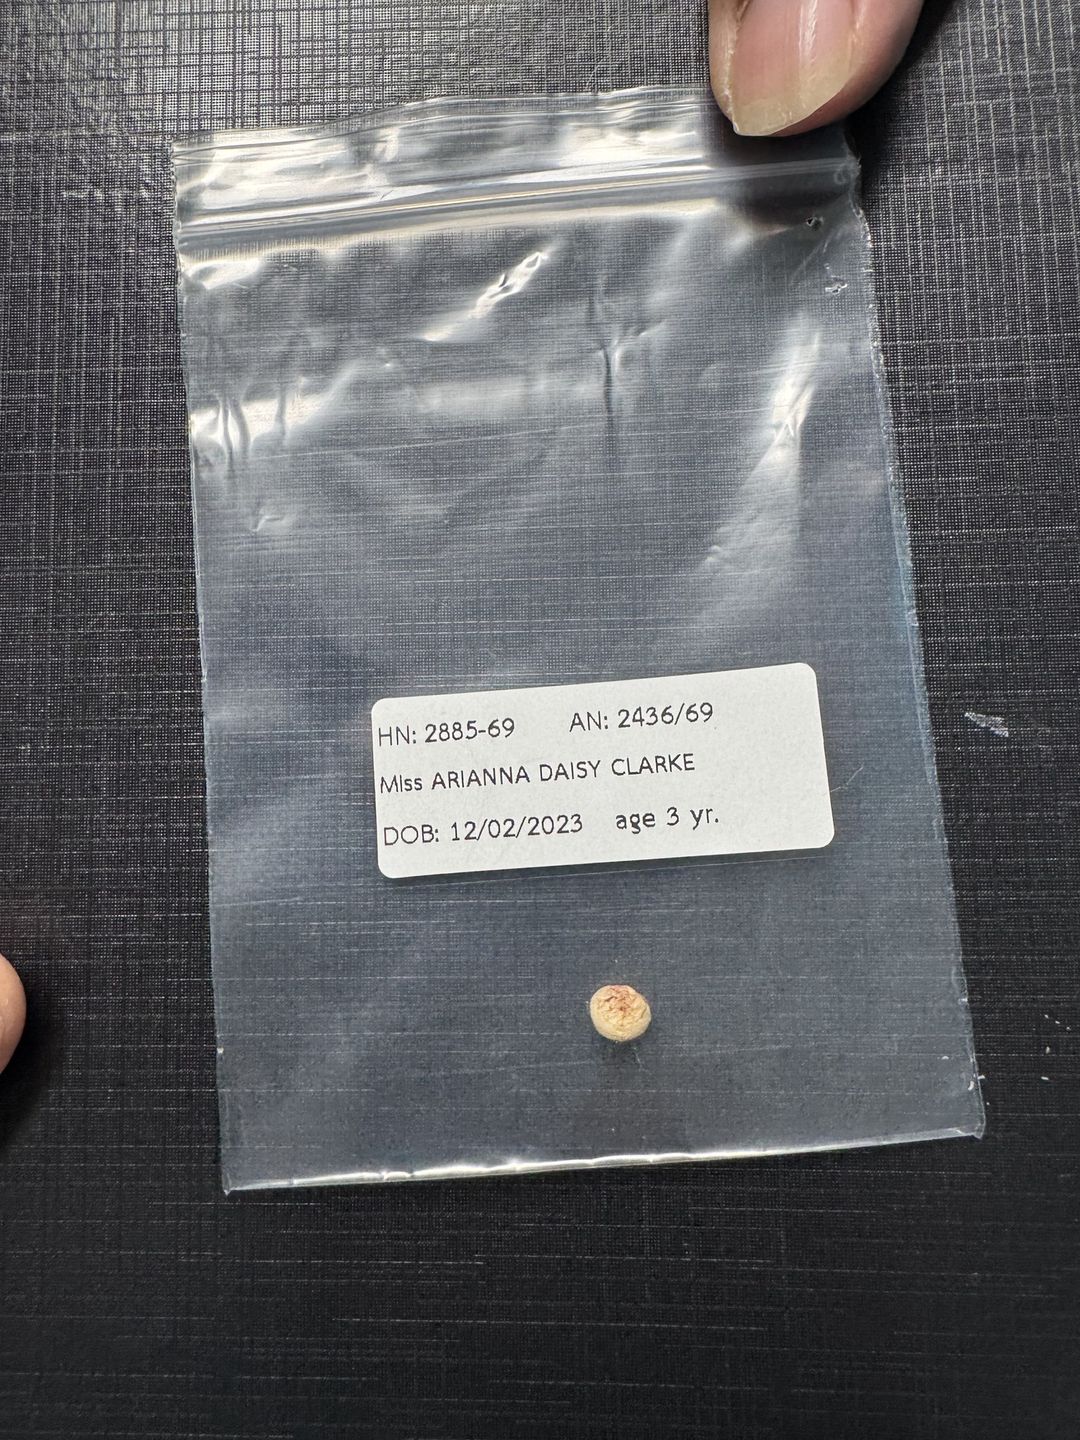 HN: 2885-69 AN: 2436/69
Miss ARIANNA DAISY CLARKE
DOB: 12/02/2023 age 3 yr.